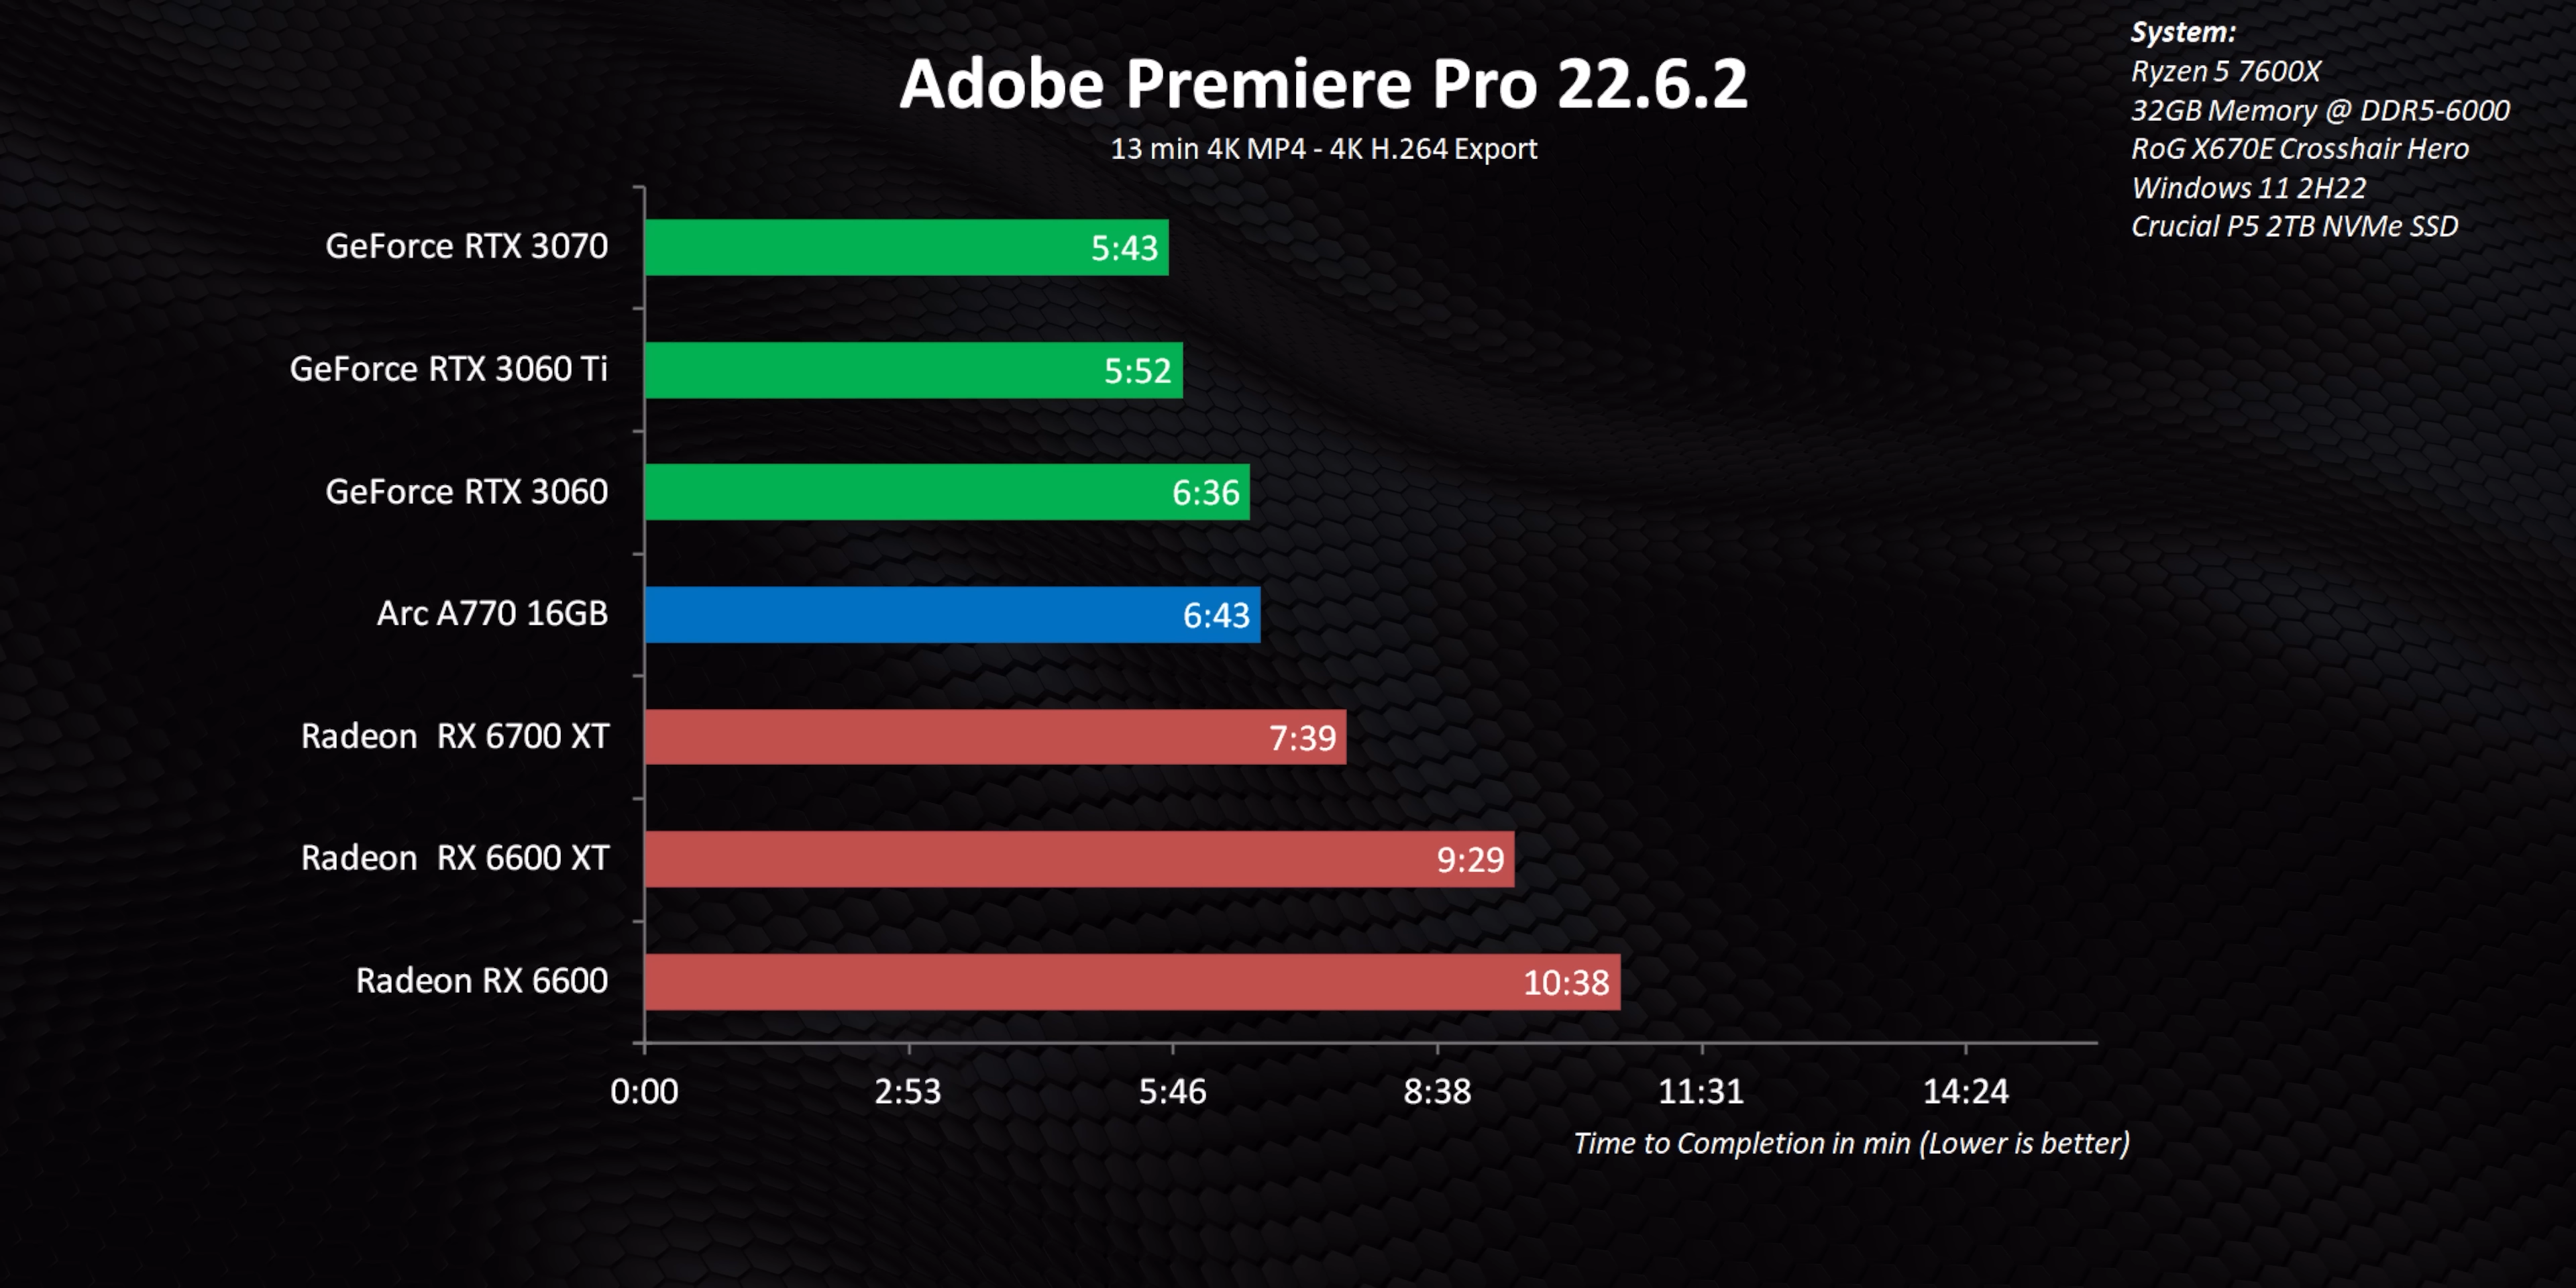 Adobe Premiere Pro 22.6.2
13 min 4K MP4 - 4K H.264 Export
System:
Ryzen 5 7600X
32GB Memory @ DDR5-6000
RoG X670E Crosshair Hero
Windows 11 2H22
Crucial P5 2TB NVMe SSD
GeForce RTX 3070 5:43
GeForce RTX 3060 Ti 5:52
GeForce RTX 3060 6:36
Arc A770 16GB 6:43
Radeon  RX 6700 XT 7:39
Radeon  RX 6600 XT 9:29
Radeon RX 6600 10:38
0:00 2:53 5:46 8:38 11:31 14:24
Time to Completion in min (Lower is better)